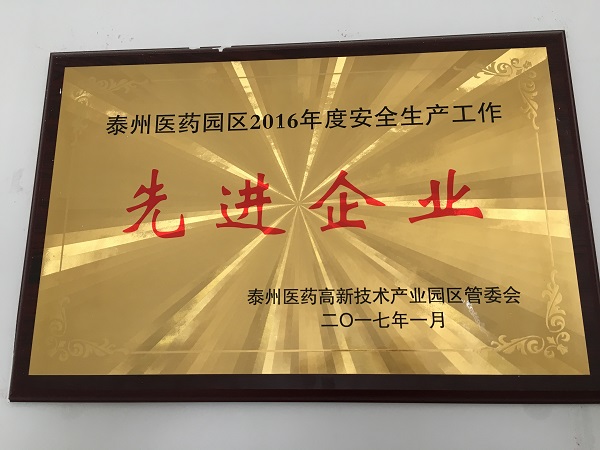 泰州医药园区2016年度安全生产工作
先进企业
泰州医药高新技术产业园区管委会
二〇一七年一月